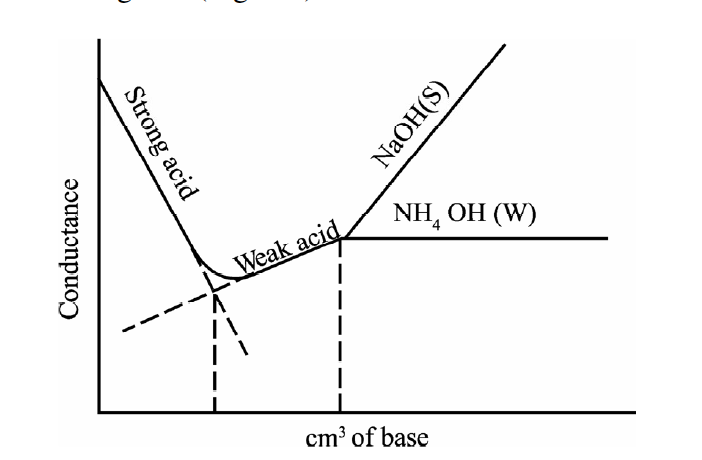 Strong acid
NaOH(S)
NH₄ OH (W)
Weak acid
Conductance
cm³ of base